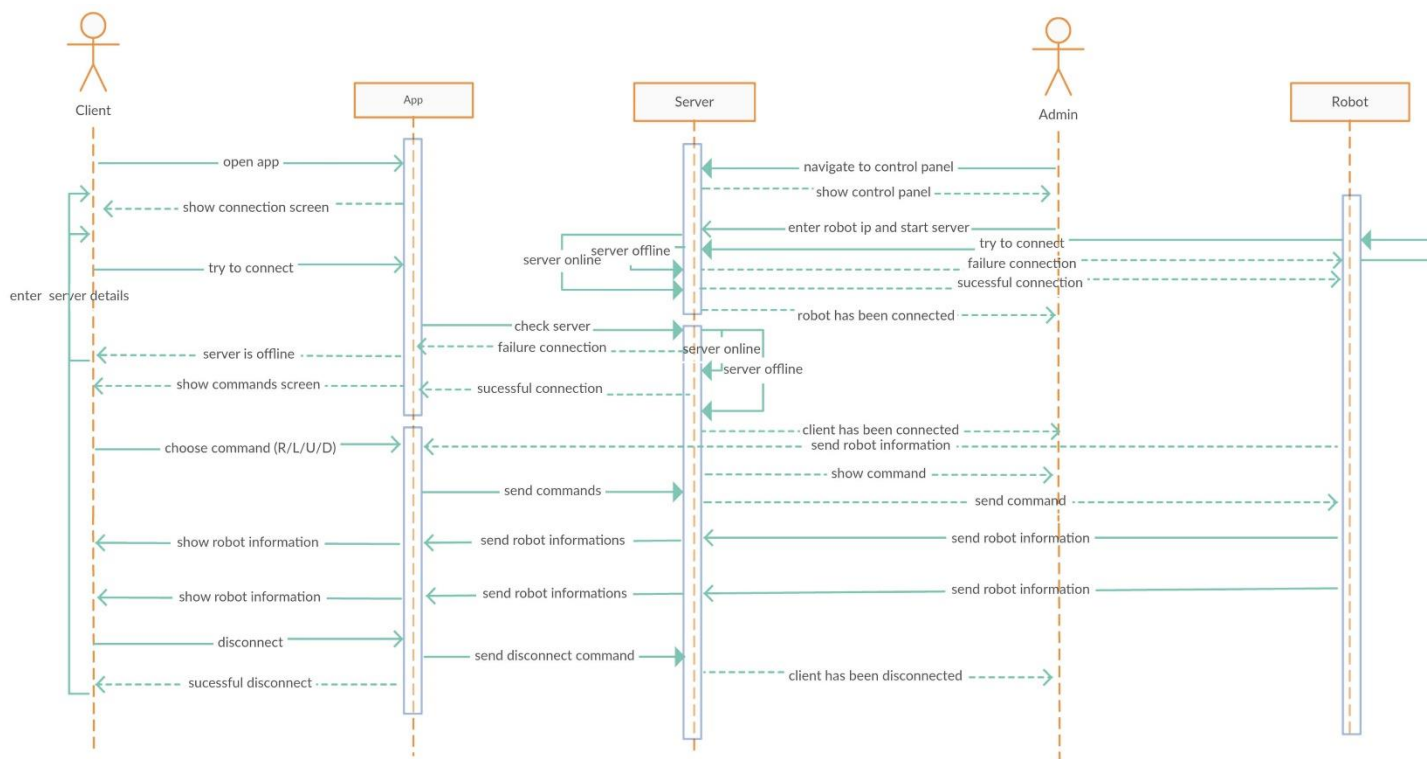 Client
App
Server
Admin
Robot
open app
navigate to control panel
show control panel
show connection screen
enter robot ip and start server
try to connect
server offline
server online
failure connection
try to connect
sucessful connection
enter  server details
robot has been connected
check server
failure connection
server online
server is offline
server offline
show commands screen
sucessful connection
client has been connected
send robot information
choose command (R/L/U/D)
show command
send commands
send command
show robot information
send robot informations
send robot information
show robot information
send robot informations
send robot information
disconnect
send disconnect command
client has been disconnected
sucessful disconnect